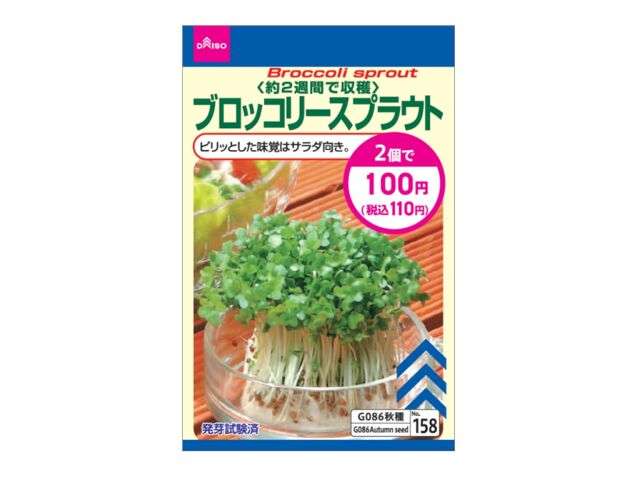 DAISO
Broccoli sprout
〈約2週間で収穫〉
ブロッコリースプラウト
ピリッとした味覚はサラダ向き。
2個で
100円
(税込110円)
G086秋種
G086Autumn seed
No.
158
発芽試験済